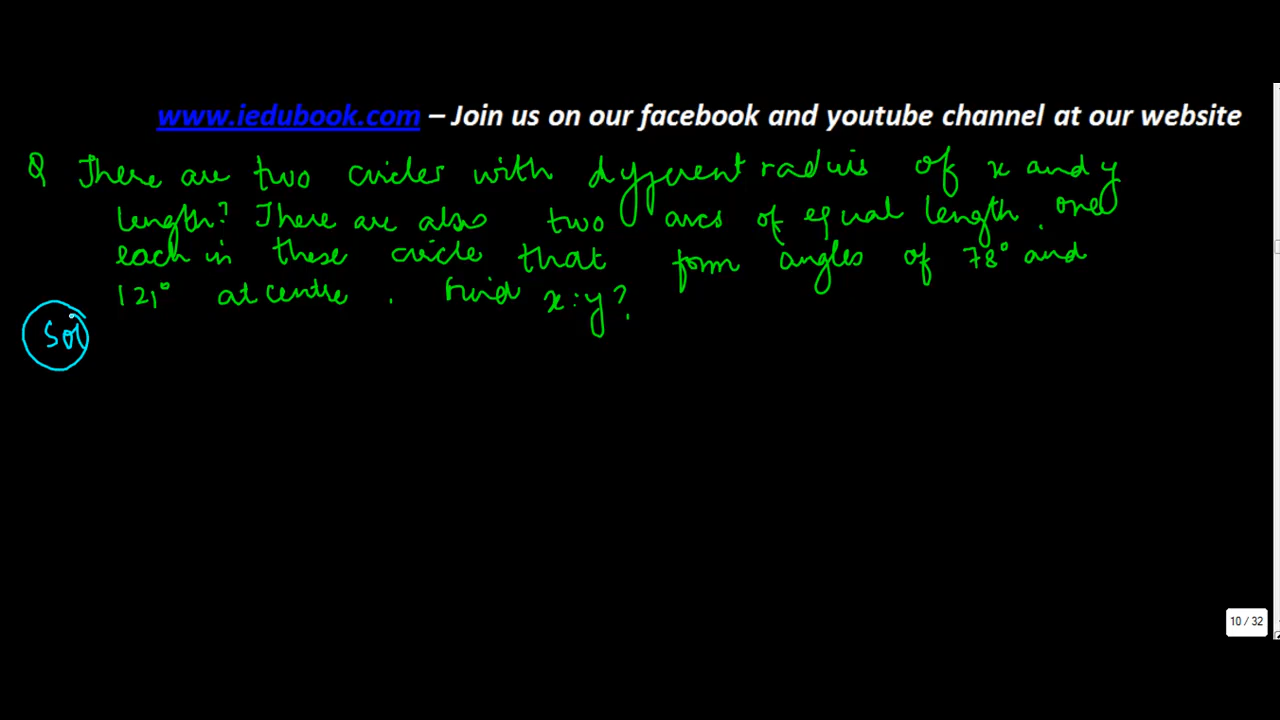 www.iedubook.com – Join us on our facebook and youtube channel at our website
Q There are two circles with different radius of x and y
length? There are also two arcs of equal length. one
each in these circle that form angles of 78° and
121° at centre. Find x:y?
Sol
10 / 32